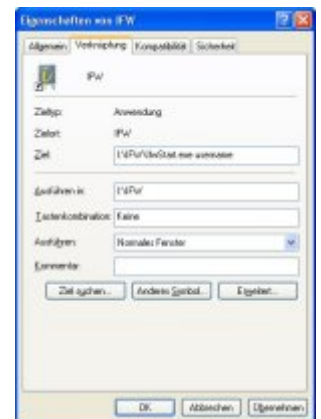 Eigenschaften von IFW
Allgemein Verknüpfung Kompatibilität Sicherheit
IFW
Zieltyp: Anwendung
Zielort: IFW
Ziel:
Ausführen in:
Tastenkombination: Keine
Ausführen: Normales Fenster
Kommentar:
Ziel suchen... Anderes Symbol... Erweitert...
OK Abbrechen Übernehmen